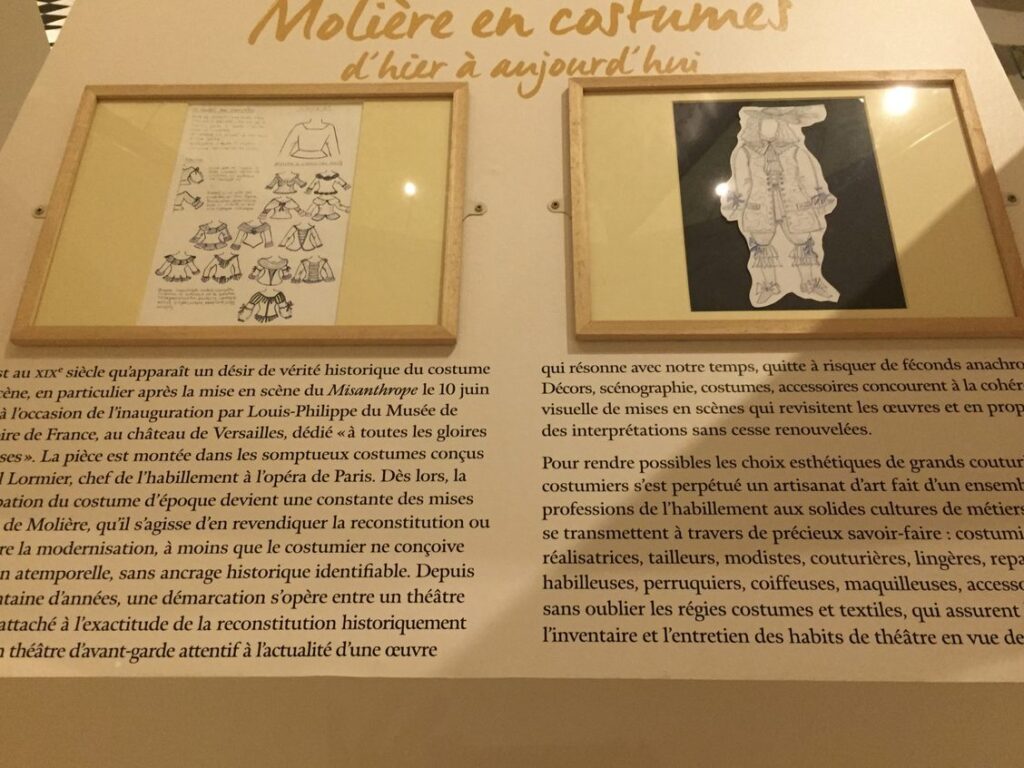 Molière en costumes
d'hier à aujourd'hui
st au XIXe siècle qu'apparaît un désir de vérité historique du costume
cène, en particulier après la mise en scène du Misanthrope le 10 juin
à l'occasion de l'inauguration par Louis-Philippe du Musée de
ire de France, au château de Versailles, dédié « à toutes les gloires
ses ». La pièce est montée dans les somptueux costumes conçus
l Lormier, chef de l'habillement à l'opéra de Paris. Dès lors, la
pation du costume d'époque devient une constante des mises
de Molière, qu'il s'agisse d'en revendiquer la reconstitution ou
re la modernisation, à moins que le costumier ne conçoive
n atemporelle, sans ancrage historique identifiable. Depuis
ntaine d'années, une démarcation s'opère entre un théâtre
attaché à l'exactitude de la reconstitution historiquement
n théâtre d'avant-garde attentif à l'actualité d'une œuvre
qui résonne avec notre temps, quitte à risquer de féconds anachro
Décors, scénographie, costumes, accessoires concourent à la cohér
visuelle de mises en scènes qui revisitent les œuvres et en prop
des interprétations sans cesse renouvelées.
Pour rendre possibles les choix esthétiques de grands couturi
costumiers s'est perpétué un artisanat d'art fait d'un ensemb
professions de l'habillement aux solides cultures de métiers
se transmettent à travers de précieux savoir-faire : costumi
réalisatrices, tailleurs, modistes, couturières, lingères, repa
habilleuses, perruquiers, coiffeuses, maquilleuses, accesso
sans oublier les régies costumes et textiles, qui assurent
l'inventaire et l'entretien des habits de théâtre en vue de